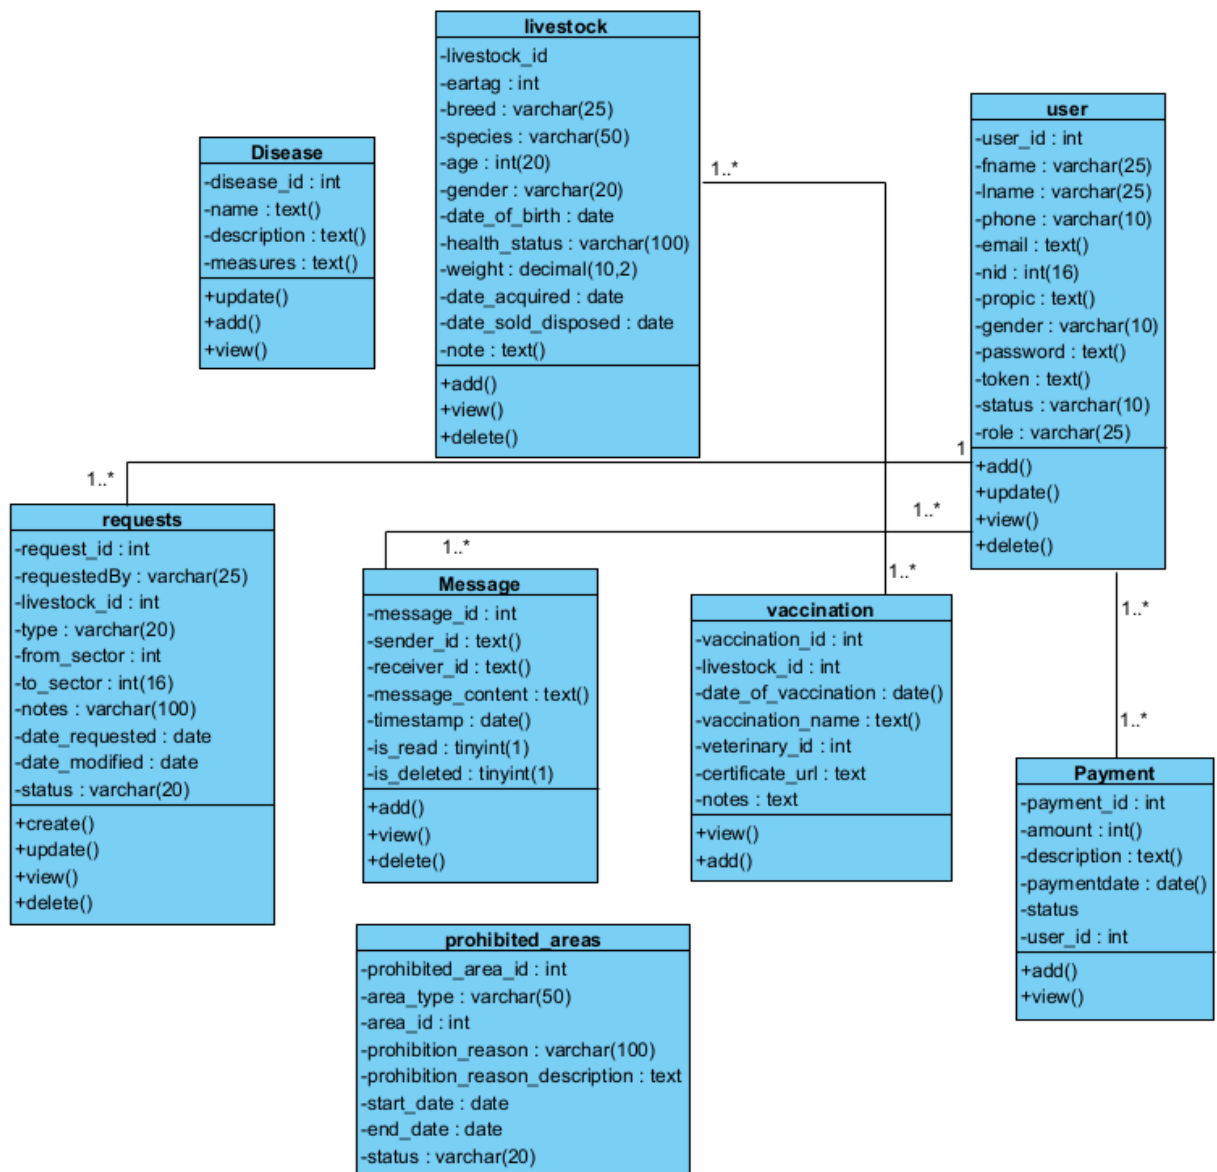 livestock
-livestock_id
-eartag : int
-breed : varchar(25)
-species : varchar(50)
-age : int(20)
-gender : varchar(20)
-date_of_birth : date
-health_status : varchar(100)
-weight : decimal(10,2)
-date_acquired : date
-date_sold_disposed : date
-note : text()
+add()
+view()
+delete()
user
-user_id : int
-fname : varchar(25)
-lname : varchar(25)
-phone : varchar(10)
-email : text()
-nid : int(16)
-propic : text()
-gender : varchar(10)
-password : text()
-token : text()
-status : varchar(10)
-role : varchar(25)
+add()
+update()
+view()
+delete()
Disease
-disease_id : int
-name : text()
-description : text()
-measures : text()
+update()
+add()
+view()
1..*
1
1..*
1..*
1..*
1..*
1..*
1..*
requests
-request_id : int
-requestedBy : varchar(25)
-livestock_id : int
-type : varchar(20)
-from_sector : int
-to_sector : int(16)
-notes : varchar(100)
-date_requested : date
-date_modified : date
-status : varchar(20)
+create()
+update()
+view()
+delete()
Message
-message_id : int
-sender_id : text()
-receiver_id : text()
-message_content : text()
-timestamp : date()
-is_read : tinyint(1)
-is_deleted : tinyint(1)
+add()
+view()
+delete()
vaccination
-vaccination_id : int
-livestock_id : int
-date_of_vaccination : date()
-vaccination_name : text()
-veterinary_id : int
-certificate_url : text
-notes : text
+view()
+add()
Payment
-payment_id : int
-amount : int()
-description : text()
-paymentdate : date()
-status
-user_id : int
+add()
+view()
prohibited_areas
-prohibited_area_id : int
-area_type : varchar(50)
-area_id : int
-prohibition_reason : varchar(100)
-prohibition_reason_description : text
-start_date : date
-end_date : date
-status : varchar(20)